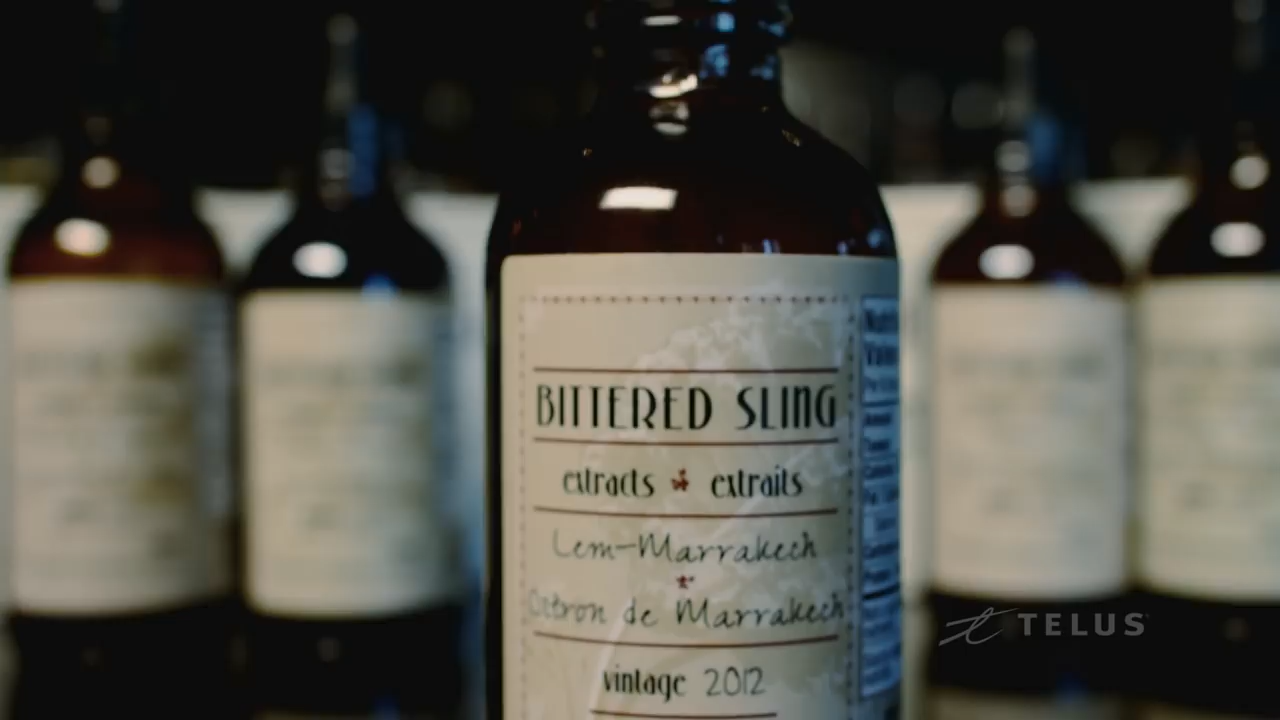 BITTERED SLING
extracts extraits
Lem-Marrakech
Citron de Marrakech
vintage 2012
TELUS